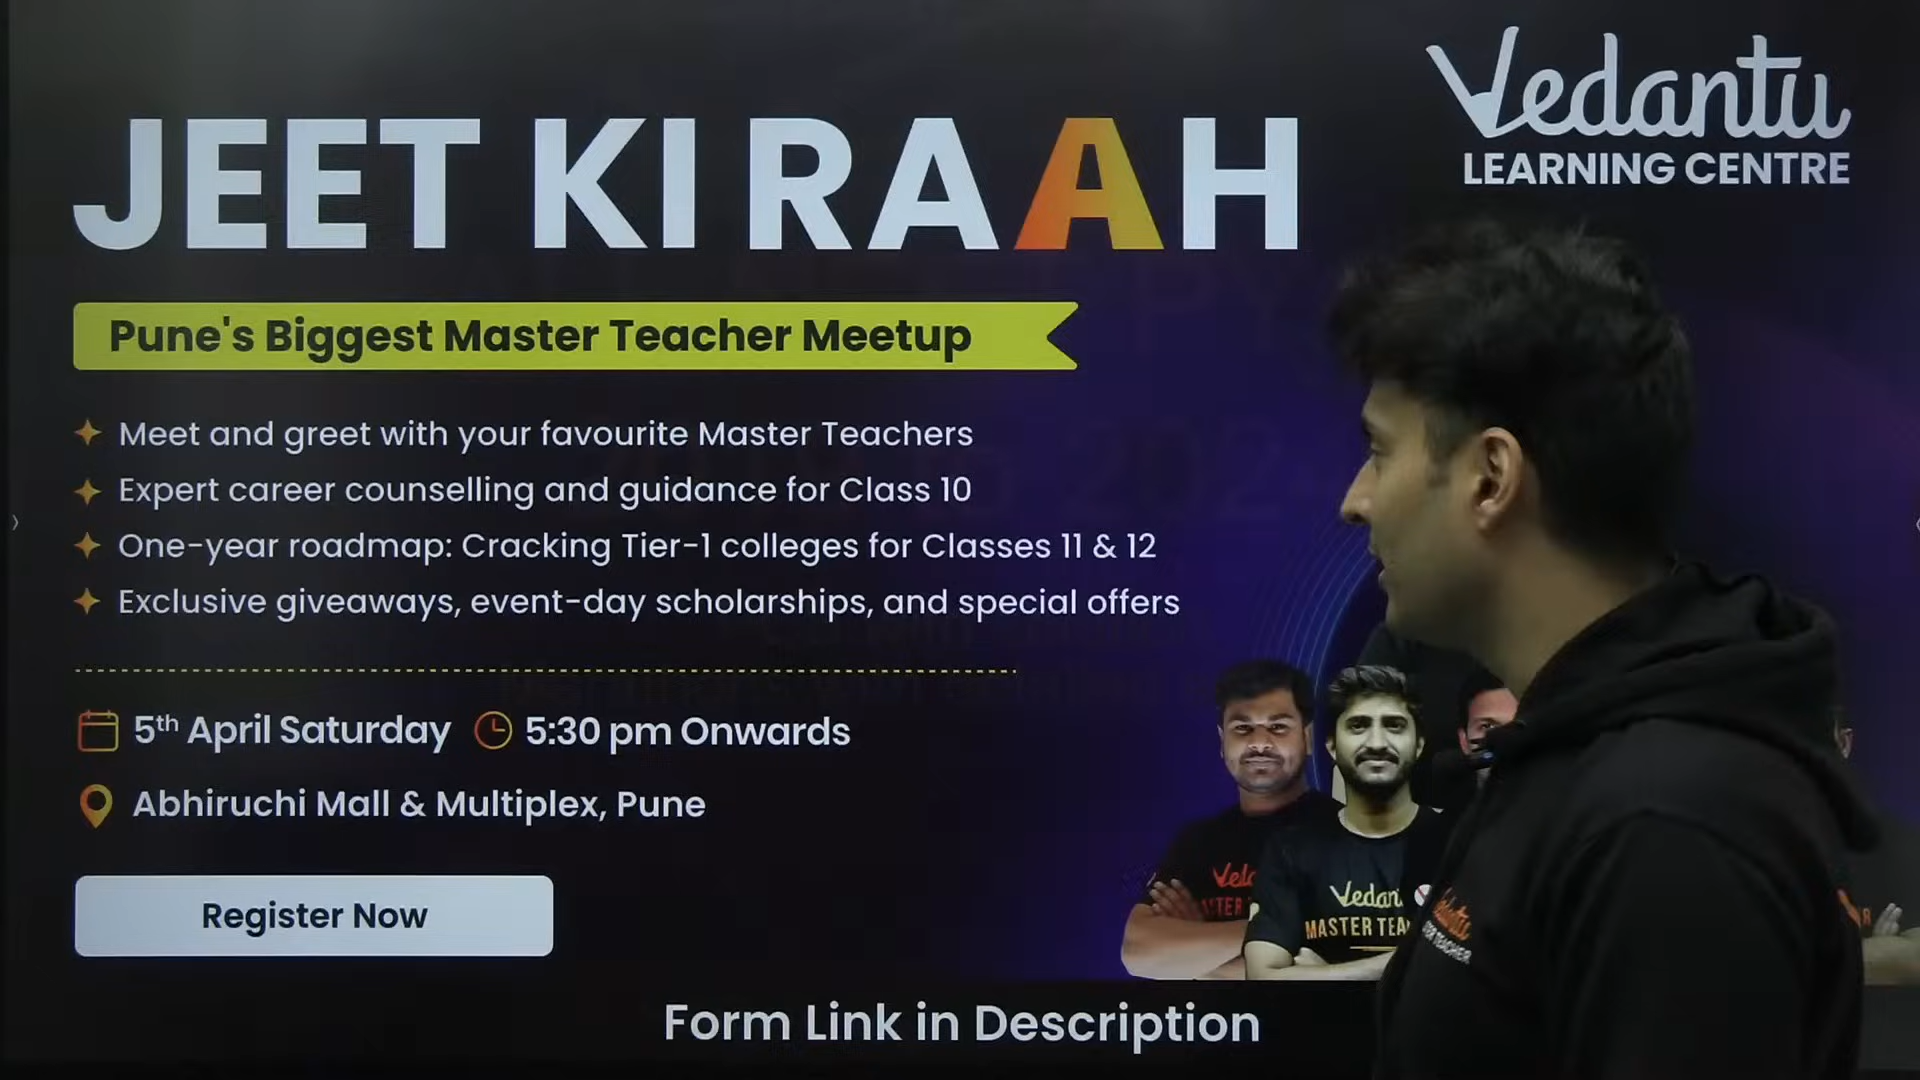 Vedantu
LEARNING CENTRE
JEET KI RAAH
Pune's Biggest Master Teacher Meetup
Meet and greet with your favourite Master Teachers
Expert career counselling and guidance for Class 10
One-year roadmap: Cracking Tier-1 colleges for Classes 11 & 12
Exclusive giveaways, event-day scholarships, and special offers
5th April Saturday
5:30 pm Onwards
Abhiruchi Mall & Multiplex, Pune
Register Now
MASTER
Form Link in Description